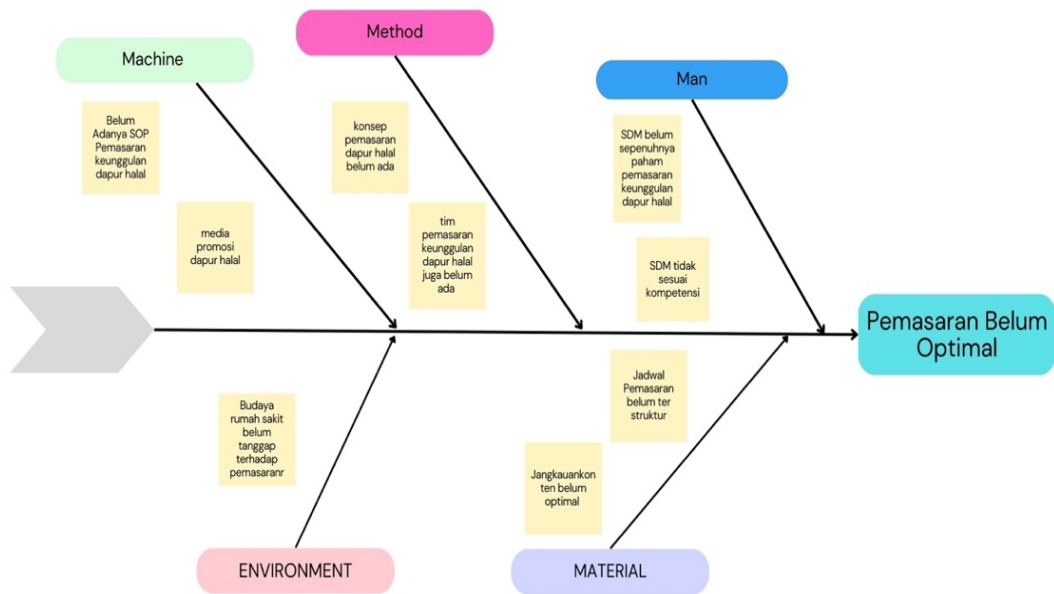 Machine
Belum
Adanya SOP
Pemasaran
keunggulan
dapur halal
media
promosi
dapur halal
Method
konsep
pemasaran
dapur halal
belum ada
tim
pemasaran
keunggulan
dapur halal
juga belum
ada
Man
SDM belum
sepenuhnya
paham
pemasaran
keunggulan
dapur halal
SDM tidak
sesuai
kompetensi
Pemasaran Belum
Optimal
Budaya
rumah sakit
belum
tanggap
terhadap
pemasaranr
ENVIRONMENT
Jadwal
Pemasaran
belum ter
struktur
Jangkauankon
ten belum
optimal
MATERIAL